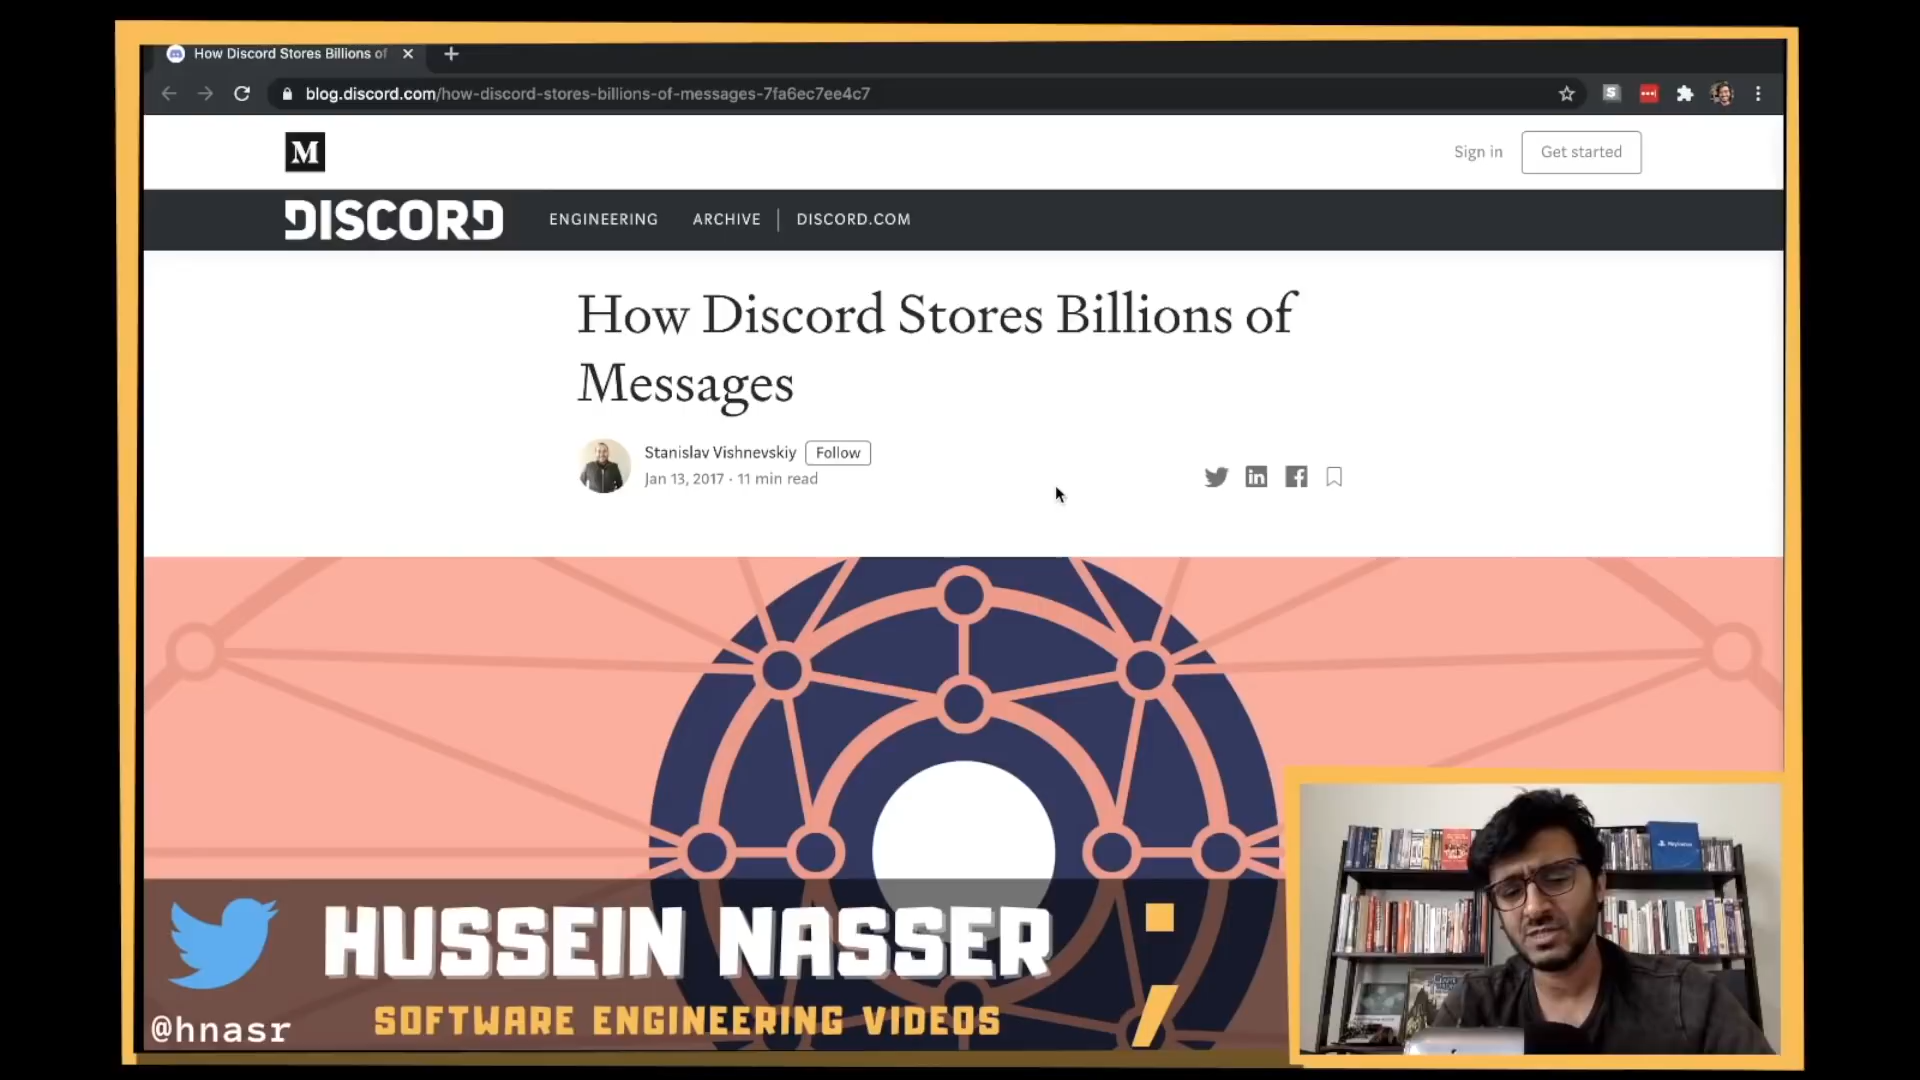 How Discord Stores Billions of
blog.discord.com/how-discord-stores-billions-of-messages-7fa6ec7ee4c7
S
M
Sign in
Get started
DISCORD
ENGINEERING
ARCHIVE
DISCORD.COM
How Discord Stores Billions of
Messages
Stanislav Vishnevskiy
Follow
Jan 13, 2017 · 11 min read
HUSSEIN NASSER
SOFTWARE ENGINEERING VIDEOS
@hnasr